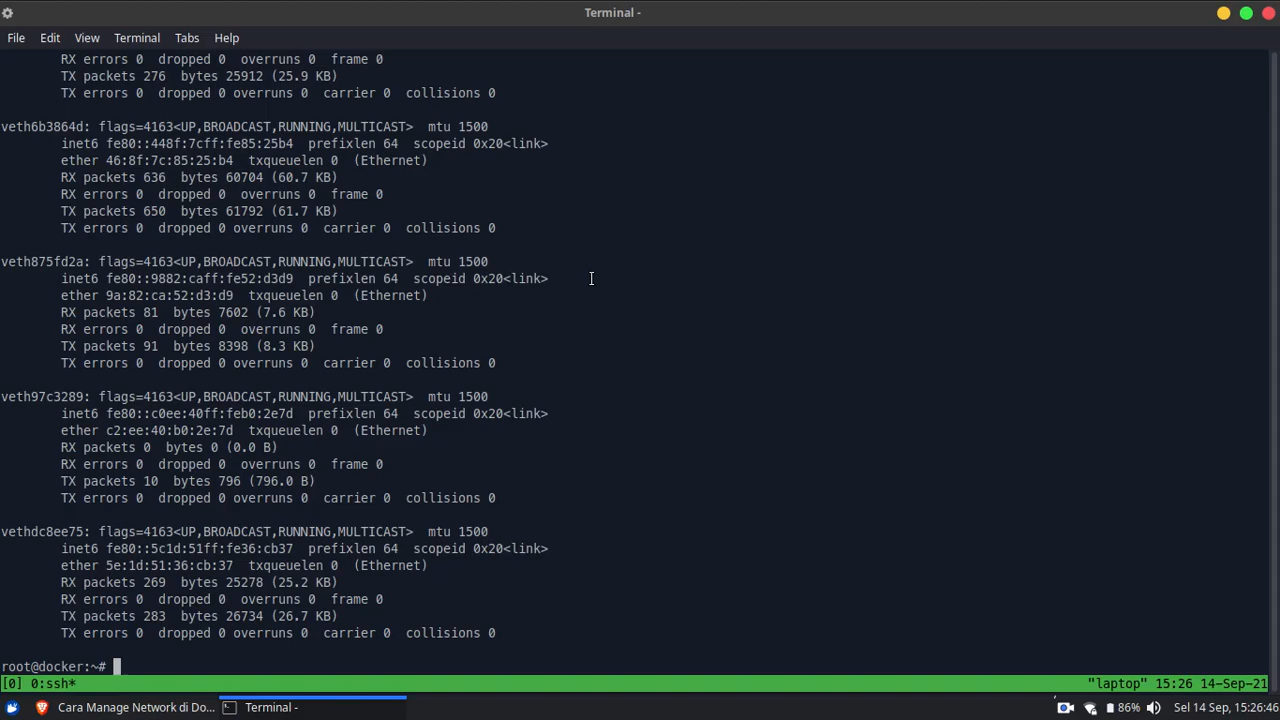 Terminal -
File Edit View Terminal Tabs Help
RX errors 0  dropped 0  overruns 0  frame 0
TX packets 276  bytes 25912 (25.9 KB)
TX errors 0  dropped 0 overruns 0  carrier 0  collisions 0
veth6b3864d: flags=4163<UP,BROADCAST,RUNNING,MULTICAST>  mtu 1500
inet6 fe80::448f:7cff:fe85:25b4  prefixlen 64  scopeid 0x20<link>
ether 46:8f:7c:85:25:b4  txqueuelen 0  (Ethernet)
RX packets 636  bytes 60704 (60.7 KB)
RX errors 0  dropped 0  overruns 0  frame 0
TX packets 650  bytes 61792 (61.7 KB)
TX errors 0  dropped 0 overruns 0  carrier 0  collisions 0
veth875fd2a: flags=4163<UP,BROADCAST,RUNNING,MULTICAST>  mtu 1500
inet6 fe80::9882:caff:fe52:d3d9  prefixlen 64  scopeid 0x20<link>
ether 9a:82:ca:52:d3:d9  txqueuelen 0  (Ethernet)
RX packets 81  bytes 7602 (7.6 KB)
RX errors 0  dropped 0  overruns 0  frame 0
TX packets 91  bytes 8398 (8.3 KB)
TX errors 0  dropped 0 overruns 0  carrier 0  collisions 0
veth97c3289: flags=4163<UP,BROADCAST,RUNNING,MULTICAST>  mtu 1500
inet6 fe80::c0ee:40ff:feb0:2e7d  prefixlen 64  scopeid 0x20<link>
ether c2:ee:40:b0:2e:7d  txqueuelen 0  (Ethernet)
RX packets 0  bytes 0 (0.0 B)
RX errors 0  dropped 0  overruns 0  frame 0
TX packets 10  bytes 796 (796.0 B)
TX errors 0  dropped 0 overruns 0  carrier 0  collisions 0
vethdc8ee75: flags=4163<UP,BROADCAST,RUNNING,MULTICAST>  mtu 1500
inet6 fe80::5c1d:51ff:fe36:cb37  prefixlen 64  scopeid 0x20<link>
ether 5e:1d:51:36:cb:37  txqueuelen 0  (Ethernet)
RX packets 269  bytes 25278 (25.2 KB)
RX errors 0  dropped 0  overruns 0  frame 0
TX packets 283  bytes 26734 (26.7 KB)
TX errors 0  dropped 0 overruns 0  carrier 0  collisions 0
root@docker:~#
[0] 0:ssh* "laptop" 15:26 14-Sep-21
Cara Manage Network di Do... Terminal - 86% Sel 14 Sep, 15:26:46